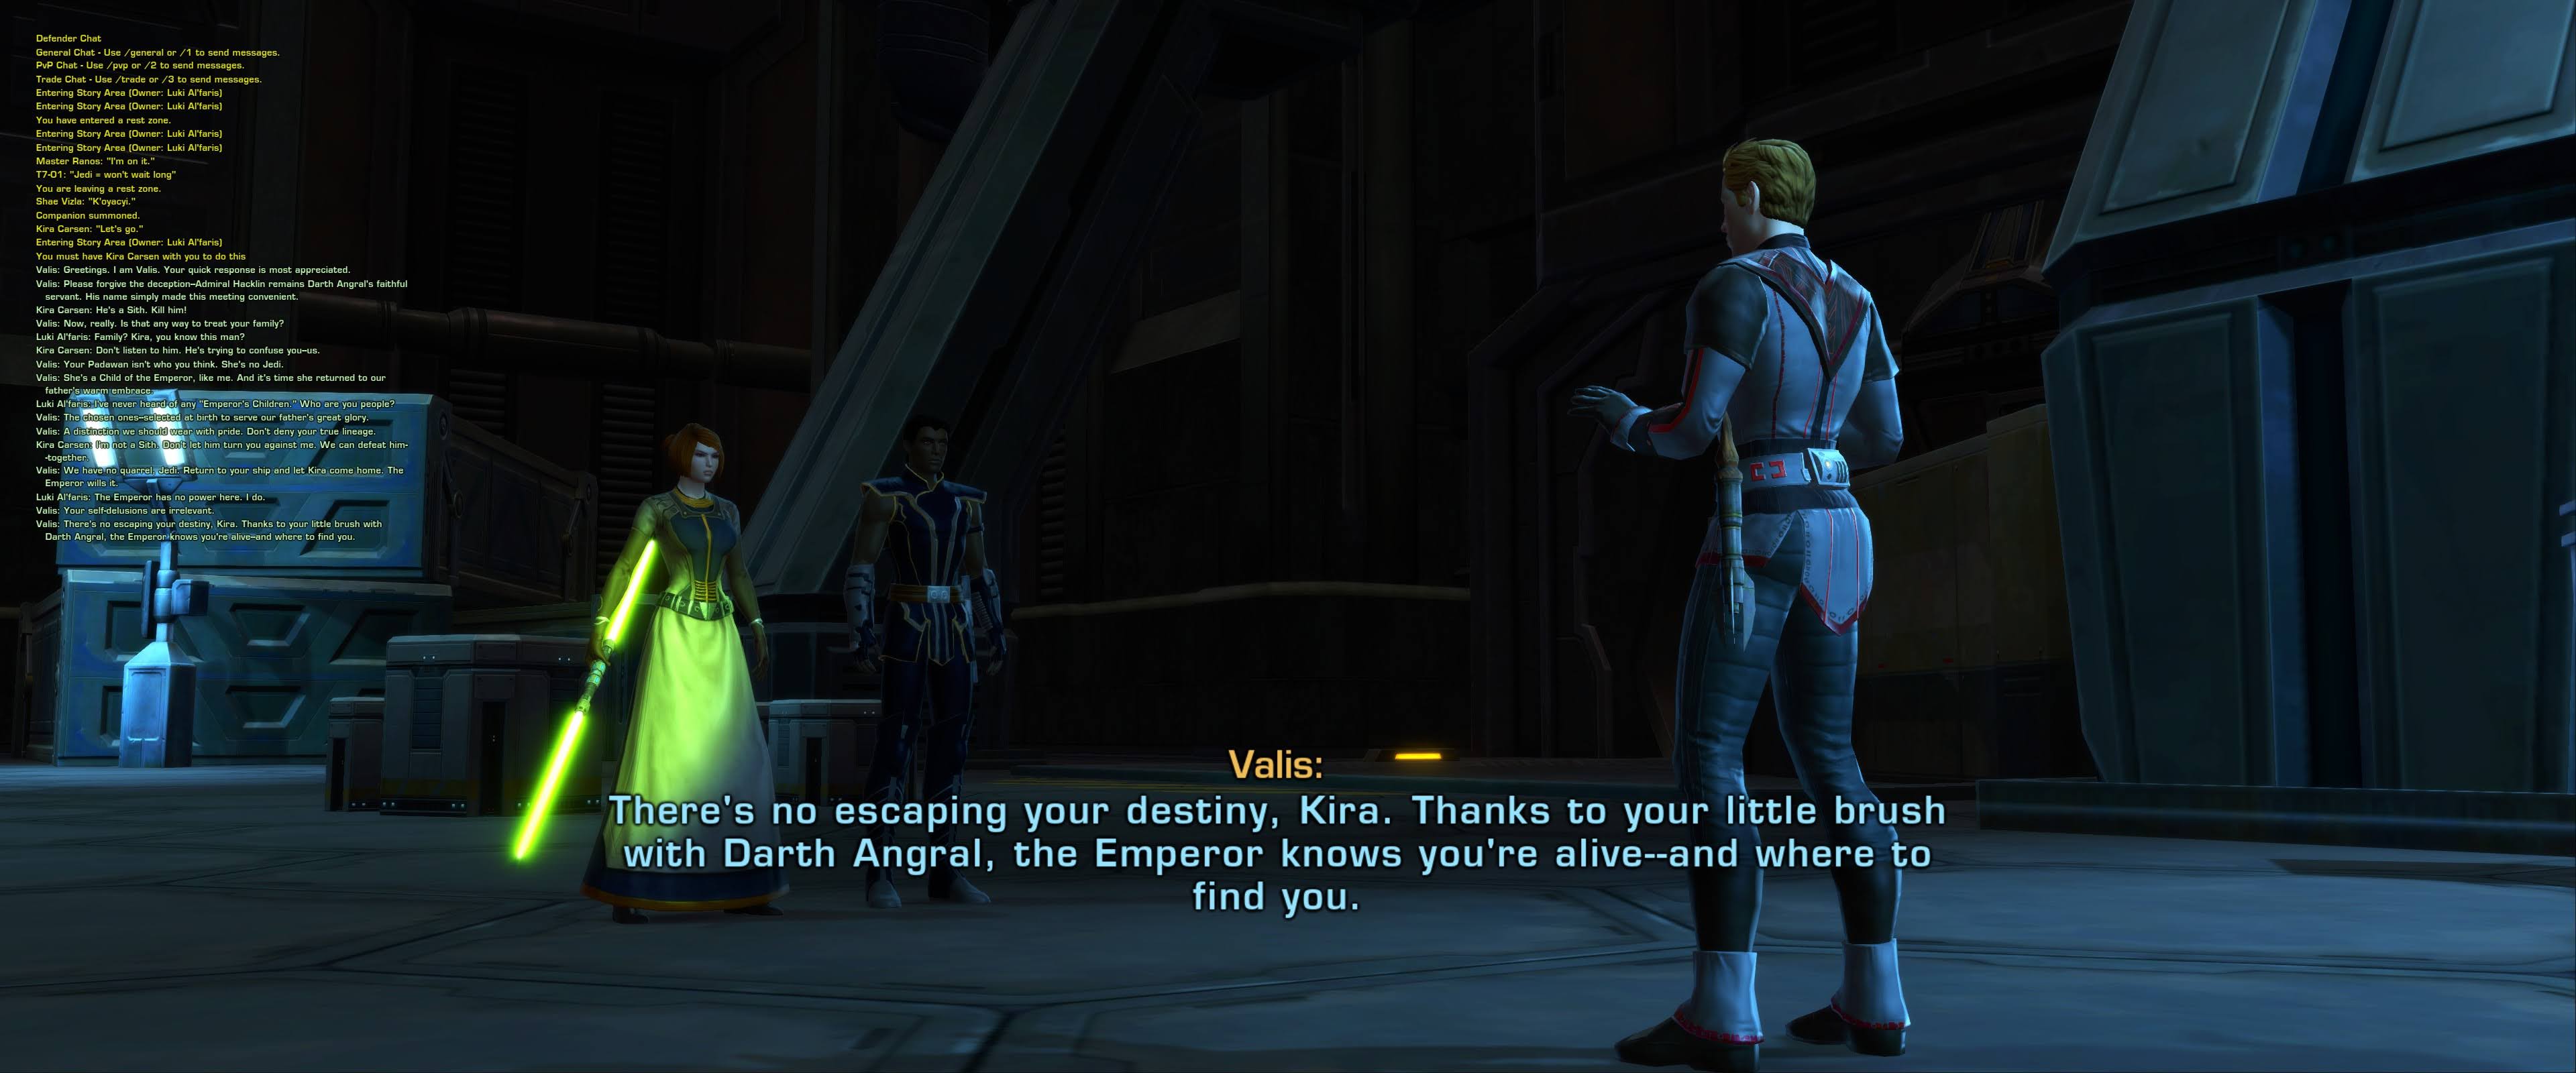 Defender Chat
General Chat - Use /general or /1 to send messages.
PvP Chat - Use /pvp or /2 to send messages.
Trade Chat - Use /trade or /3 to send messages.
Entering Story Area (Owner: Luki Al'faris)
Entering Story Area (Owner: Luki Al'faris)
You have entered a rest zone.
Entering Story Area (Owner: Luki Al'faris)
Entering Story Area (Owner: Luki Al'faris)
Master Ranos: "I'm on it."
T7-01: "Jedi = won't wait long"
You are leaving a rest zone.
Shae Vizla: "K'oyacyi."
Companion summoned.
Kira Carsen: "Let's go."
Entering Story Area (Owner: Luki Al'faris)
You must have Kira Carsen with you to do this
Valis: Greetings. I am Valis. Your quick response is most appreciated.
Valis: Please forgive the deception--Admiral Hacklin remains Darth Angral's faithful
servant. His name simply made this meeting convenient.
Kira Carsen: He's a Sith. Kill him!
Valis: Now, really. Is that any way to treat your family?
Luki Al'faris: Family? Kira, you know this man?
Kira Carsen: Don't listen to him. He's trying to confuse you--us.
Valis: Your Padawan isn't who you think. She's no Jedi.
Valis: She's a Child of the Emperor, like me. And it's time she returned to our
father's warm embrace.
Luki Al'faris: I've never heard of any "Emperor's Children." Who are you people?
Valis: The chosen ones--selected at birth to serve our father's great glory.
Valis: A distinction we should wear with pride. Don't deny your true lineage.
Kira Carsen: I'm not a Sith. Don't let him turn you against me. We can defeat him-
-together.
Valis: We have no quarrel, Jedi. Return to your ship and let Kira come home. The
Emperor wills it.
Luki Al'faris: The Emperor has no power here. I do.
Valis: Your self-delusions are irrelevant.
Valis: There's no escaping your destiny, Kira. Thanks to your little brush with
Darth Angral, the Emperor knows you're alive--and where to find you.
Valis:
There's no escaping your destiny, Kira. Thanks to your little brush
with Darth Angral, the Emperor knows you're alive--and where to
find you.